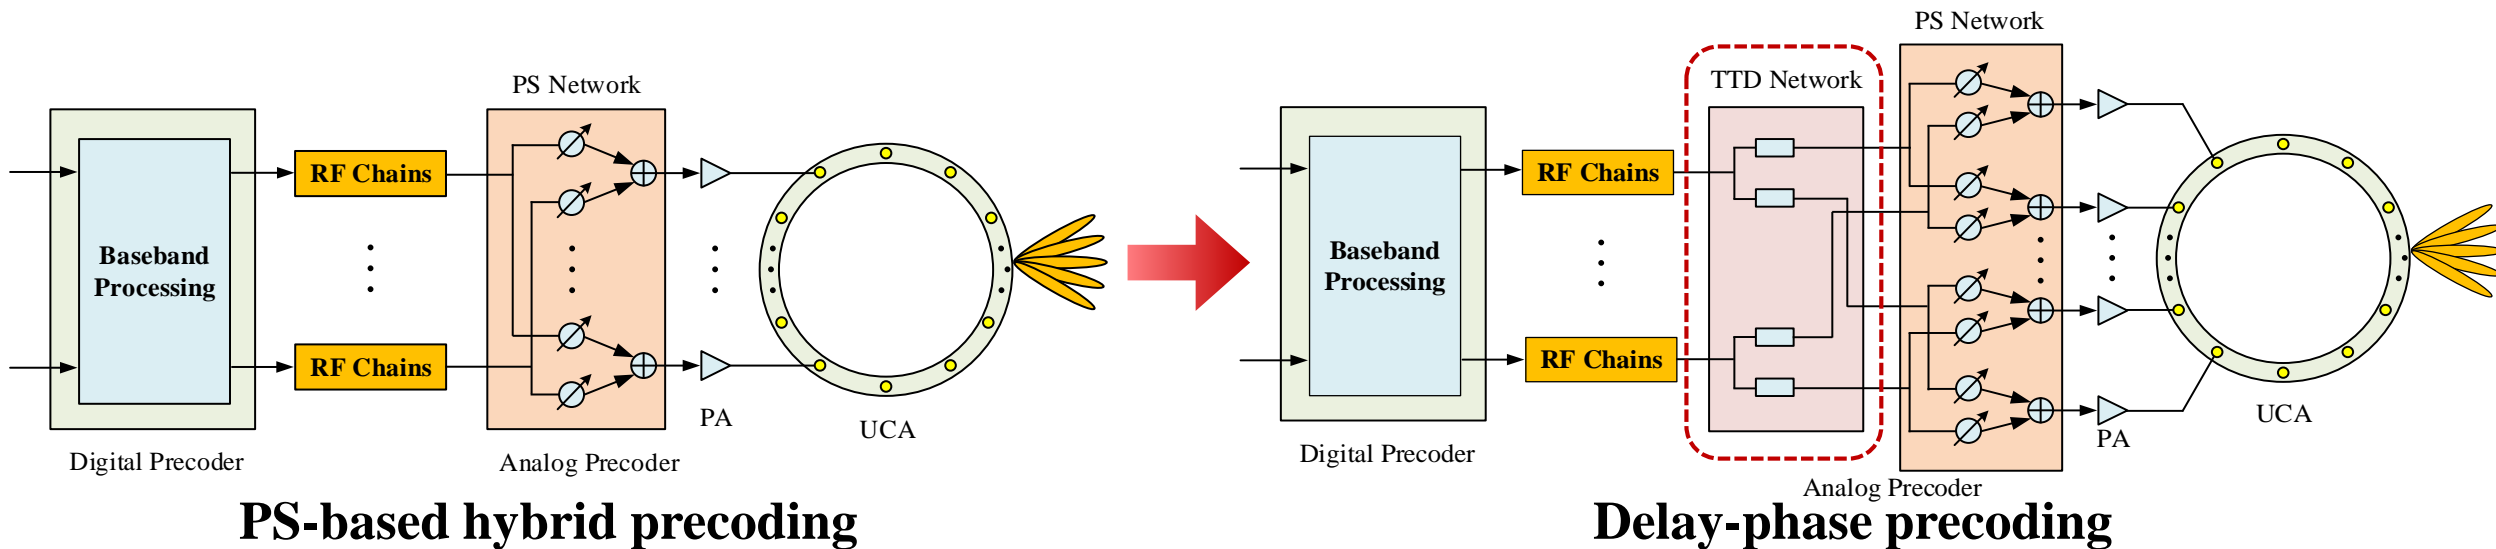 PS Network
Baseband
Processing
RF Chains
RF Chains
PA
UCA
Digital Precoder
Analog Precoder
PS-based hybrid precoding
PS Network
TTD Network
Baseband
Processing
RF Chains
RF Chains
PA
UCA
Digital Precoder
Analog Precoder
Delay-phase precoding